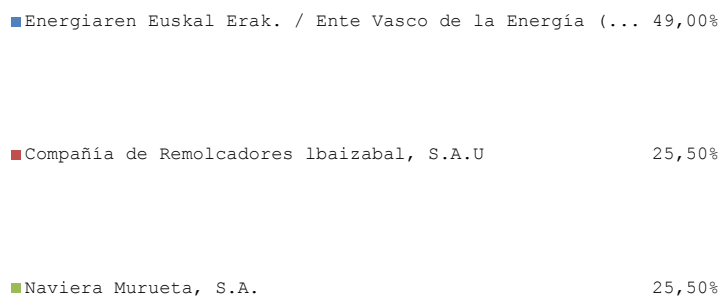 Energiaren Euskal Erak. / Ente Vasco de la Energía (... 49,00%
Compañía de Remolcadores lbaizabal, S.A.U 25,50%
Naviera Murueta, S.A. 25,50%